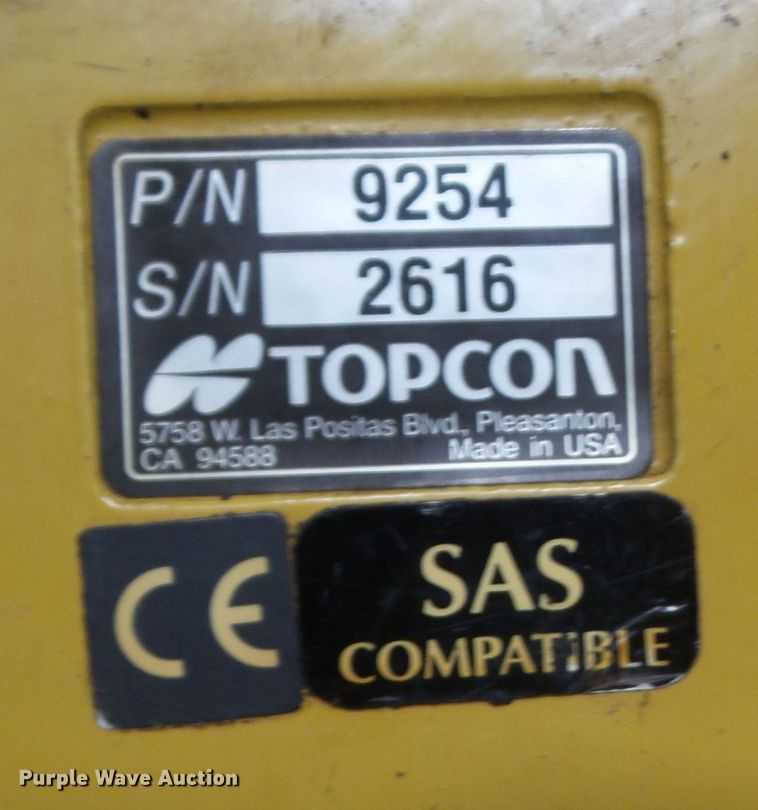 P/N 9254
S/N 2616
TOPCON
5758 W. Las Positas Blvd., Pleasanton,
CA 94588 Made in USA
CE
SAS
COMPATIBLE
Purple Wave Auction